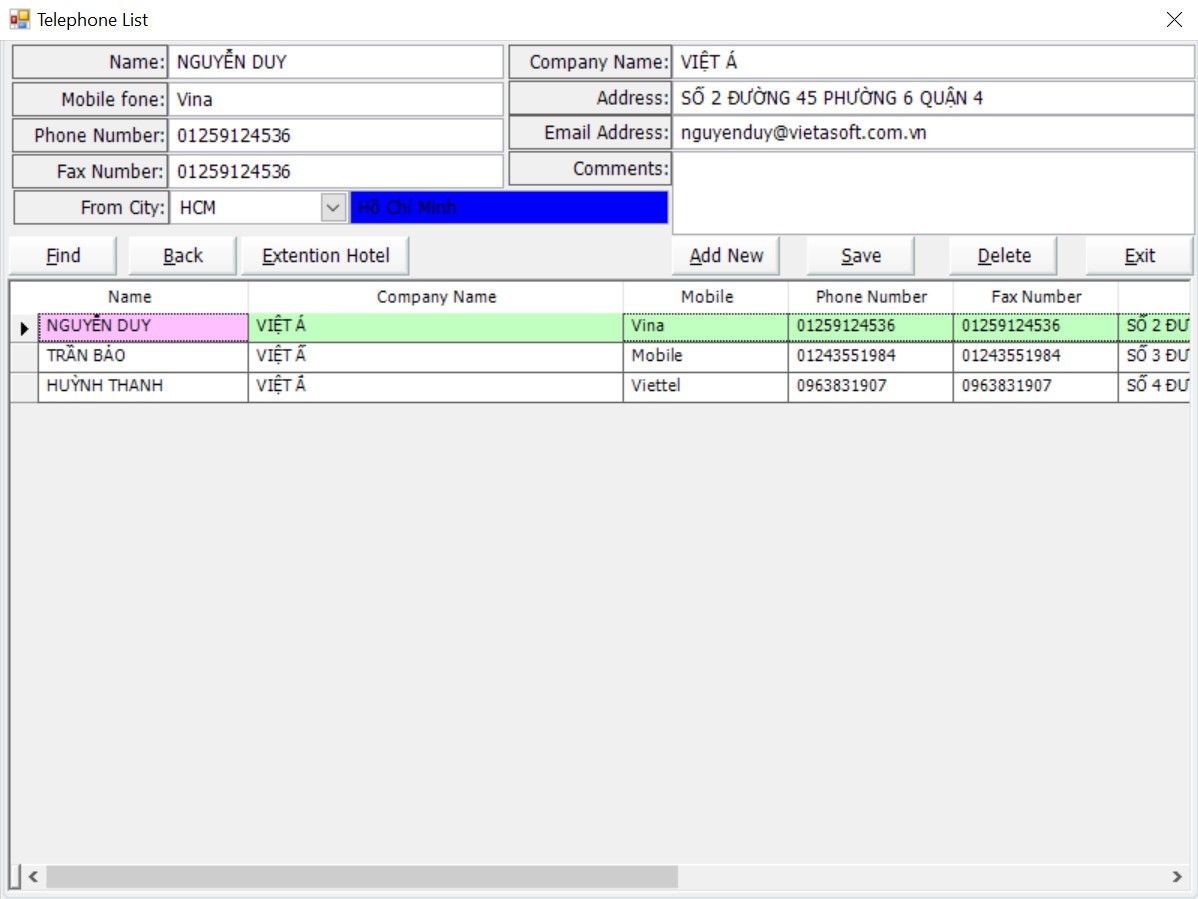 Telephone List
Name: NGUYỄN DUY Company Name: VIỆT Á
Mobile fone: Vina Address: SỐ 2 ĐƯỜNG 45 PHƯỜNG 6 QUẬN 4
Phone Number: 01259124536 Email Address: nguyenduy@vietasoft.com.vn
Fax Number: 01259124536 Comments:
From City: HCM Hồ Chí Minh
Find Back Extention Hotel Add New Save Delete Exit
Name Company Name Mobile Phone Number Fax Number
NGUYỄN DUY VIỆT Á Vina 01259124536 01259124536 SỐ 2 ĐƯ
TRẦN BẢO VIỆT Á Mobile 01243551984 01243551984 SỐ 3 ĐƯ
HUỲNH THANH VIỆT Á Viettel 0963831907 0963831907 SỐ 4 ĐƯ